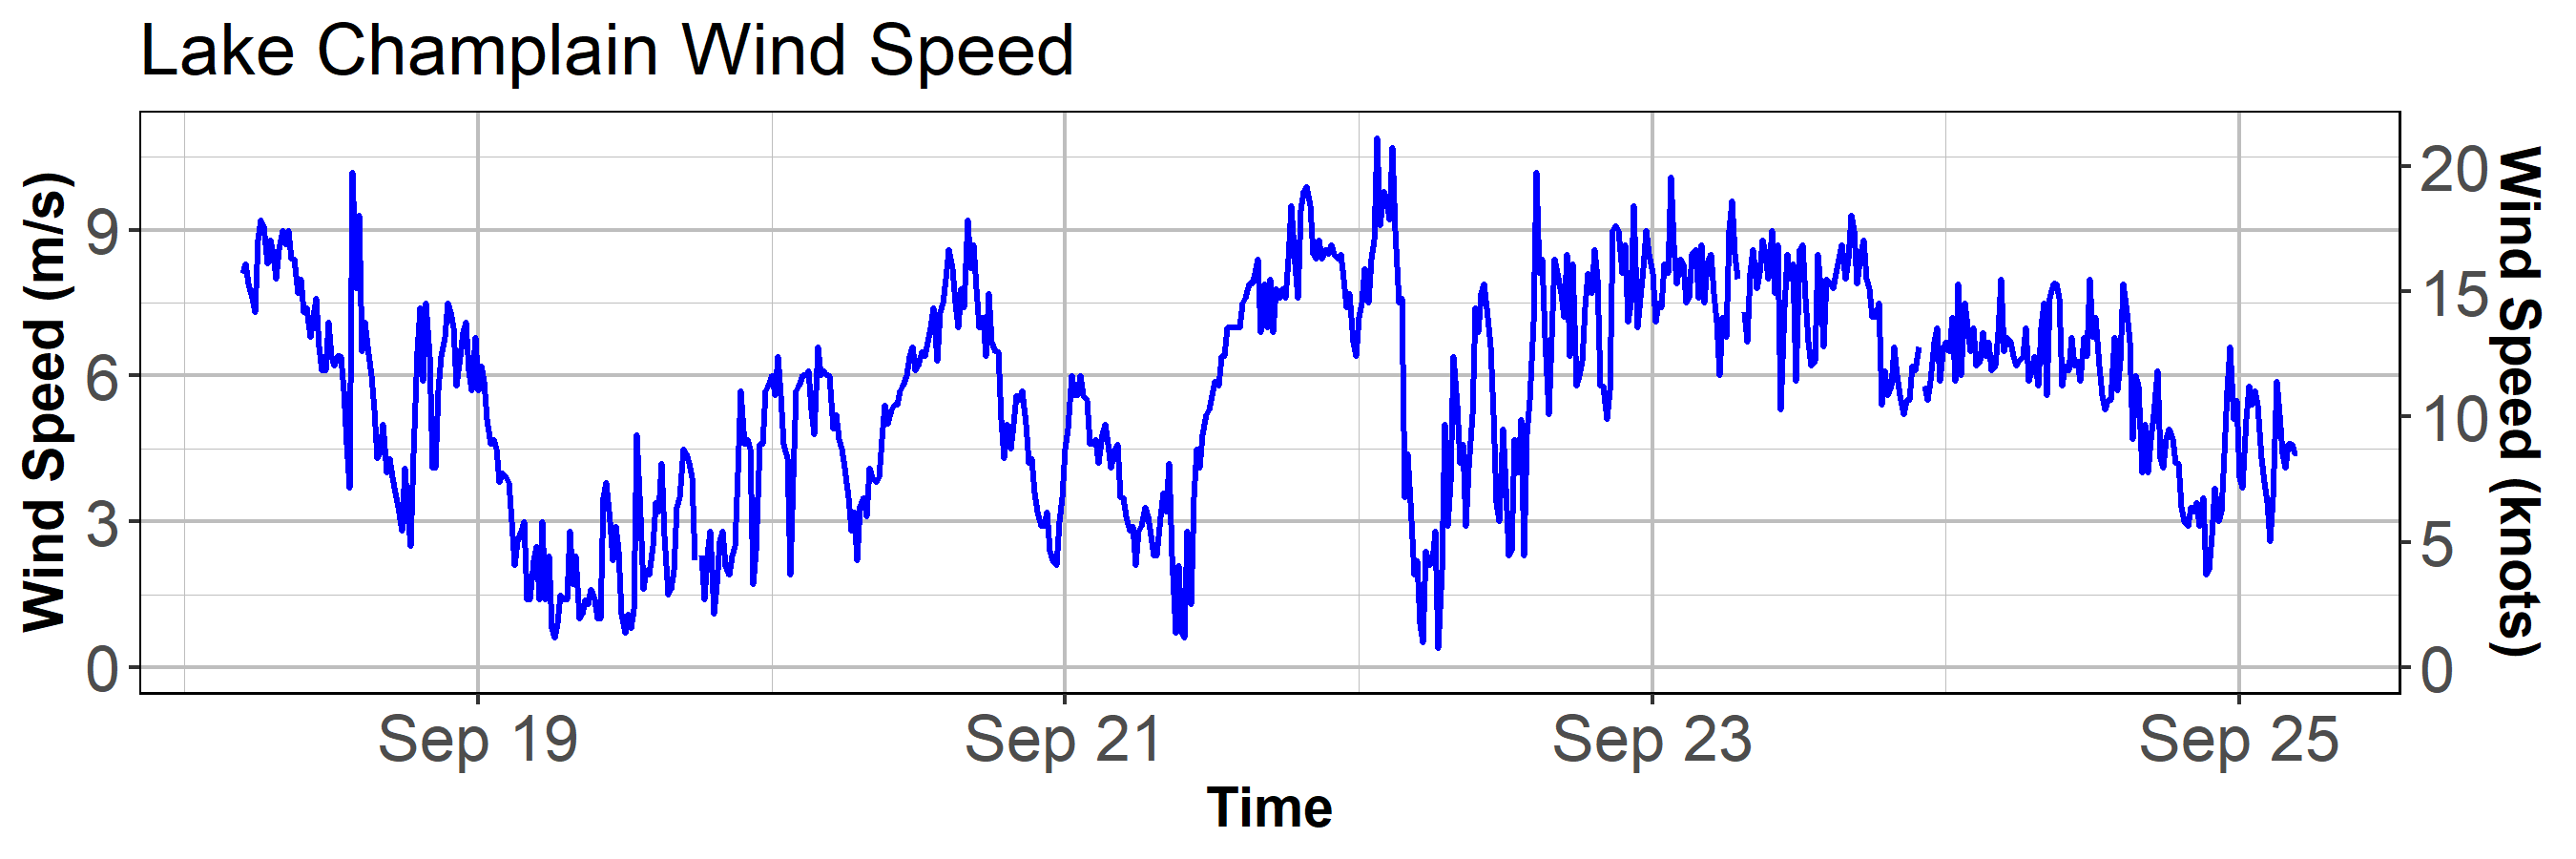 Lake Champlain Wind Speed
Wind Speed (m/s)
9
6
3
0
20
15
10
5
0
Wind Speed (knots)
Sep 19
Sep 21
Sep 23
Sep 25
Time